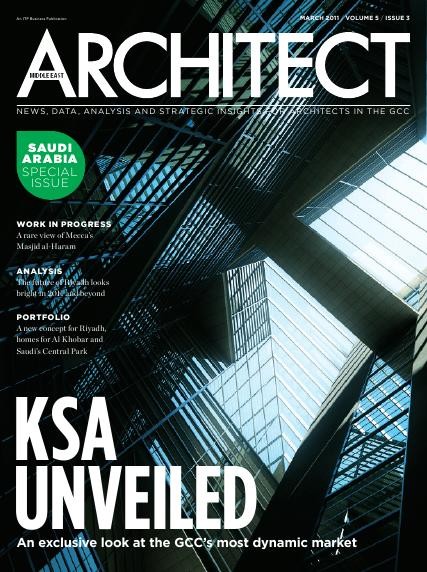 An ITP Business Publication
MARCH 2011 / VOLUME 5 / ISSUE 3
MIDDLE EAST
ARCHITECT
NEWS, DATA, ANALYSIS AND STRATEGIC INSIGHTS FOR ARCHITECTS IN THE GCC
SAUDI
ARABIA
SPECIAL
ISSUE
WORK IN PROGRESS
A rare view of Mecca's
Masjid al-Haram
ANALYSIS
The future of Riyadh looks
bright in 2011 and beyond
PORTFOLIO
A new concept for Riyadh,
homes for Al Khobar and
Saudi's Central Park
KSA
UNVEILED
An exclusive look at the GCC's most dynamic market